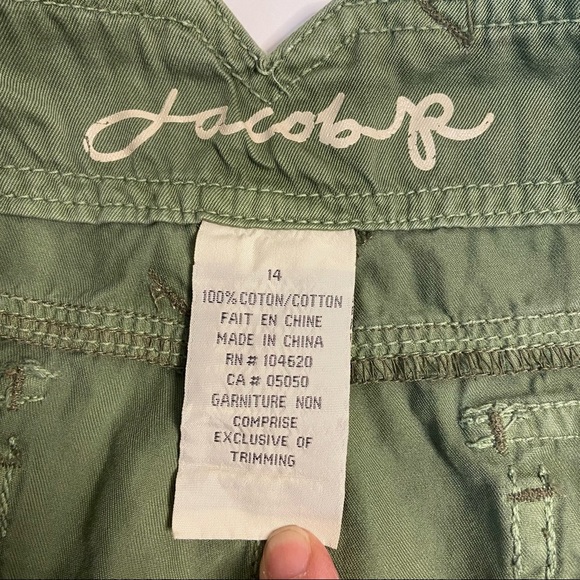 Jacob JR
14
100% COTON/COTTON
FAIT EN CHINE
MADE IN CHINA
RN # 104620
CA # 05050
GARNITURE NON
COMPRISE
EXCLUSIVE OF
TRIMMING